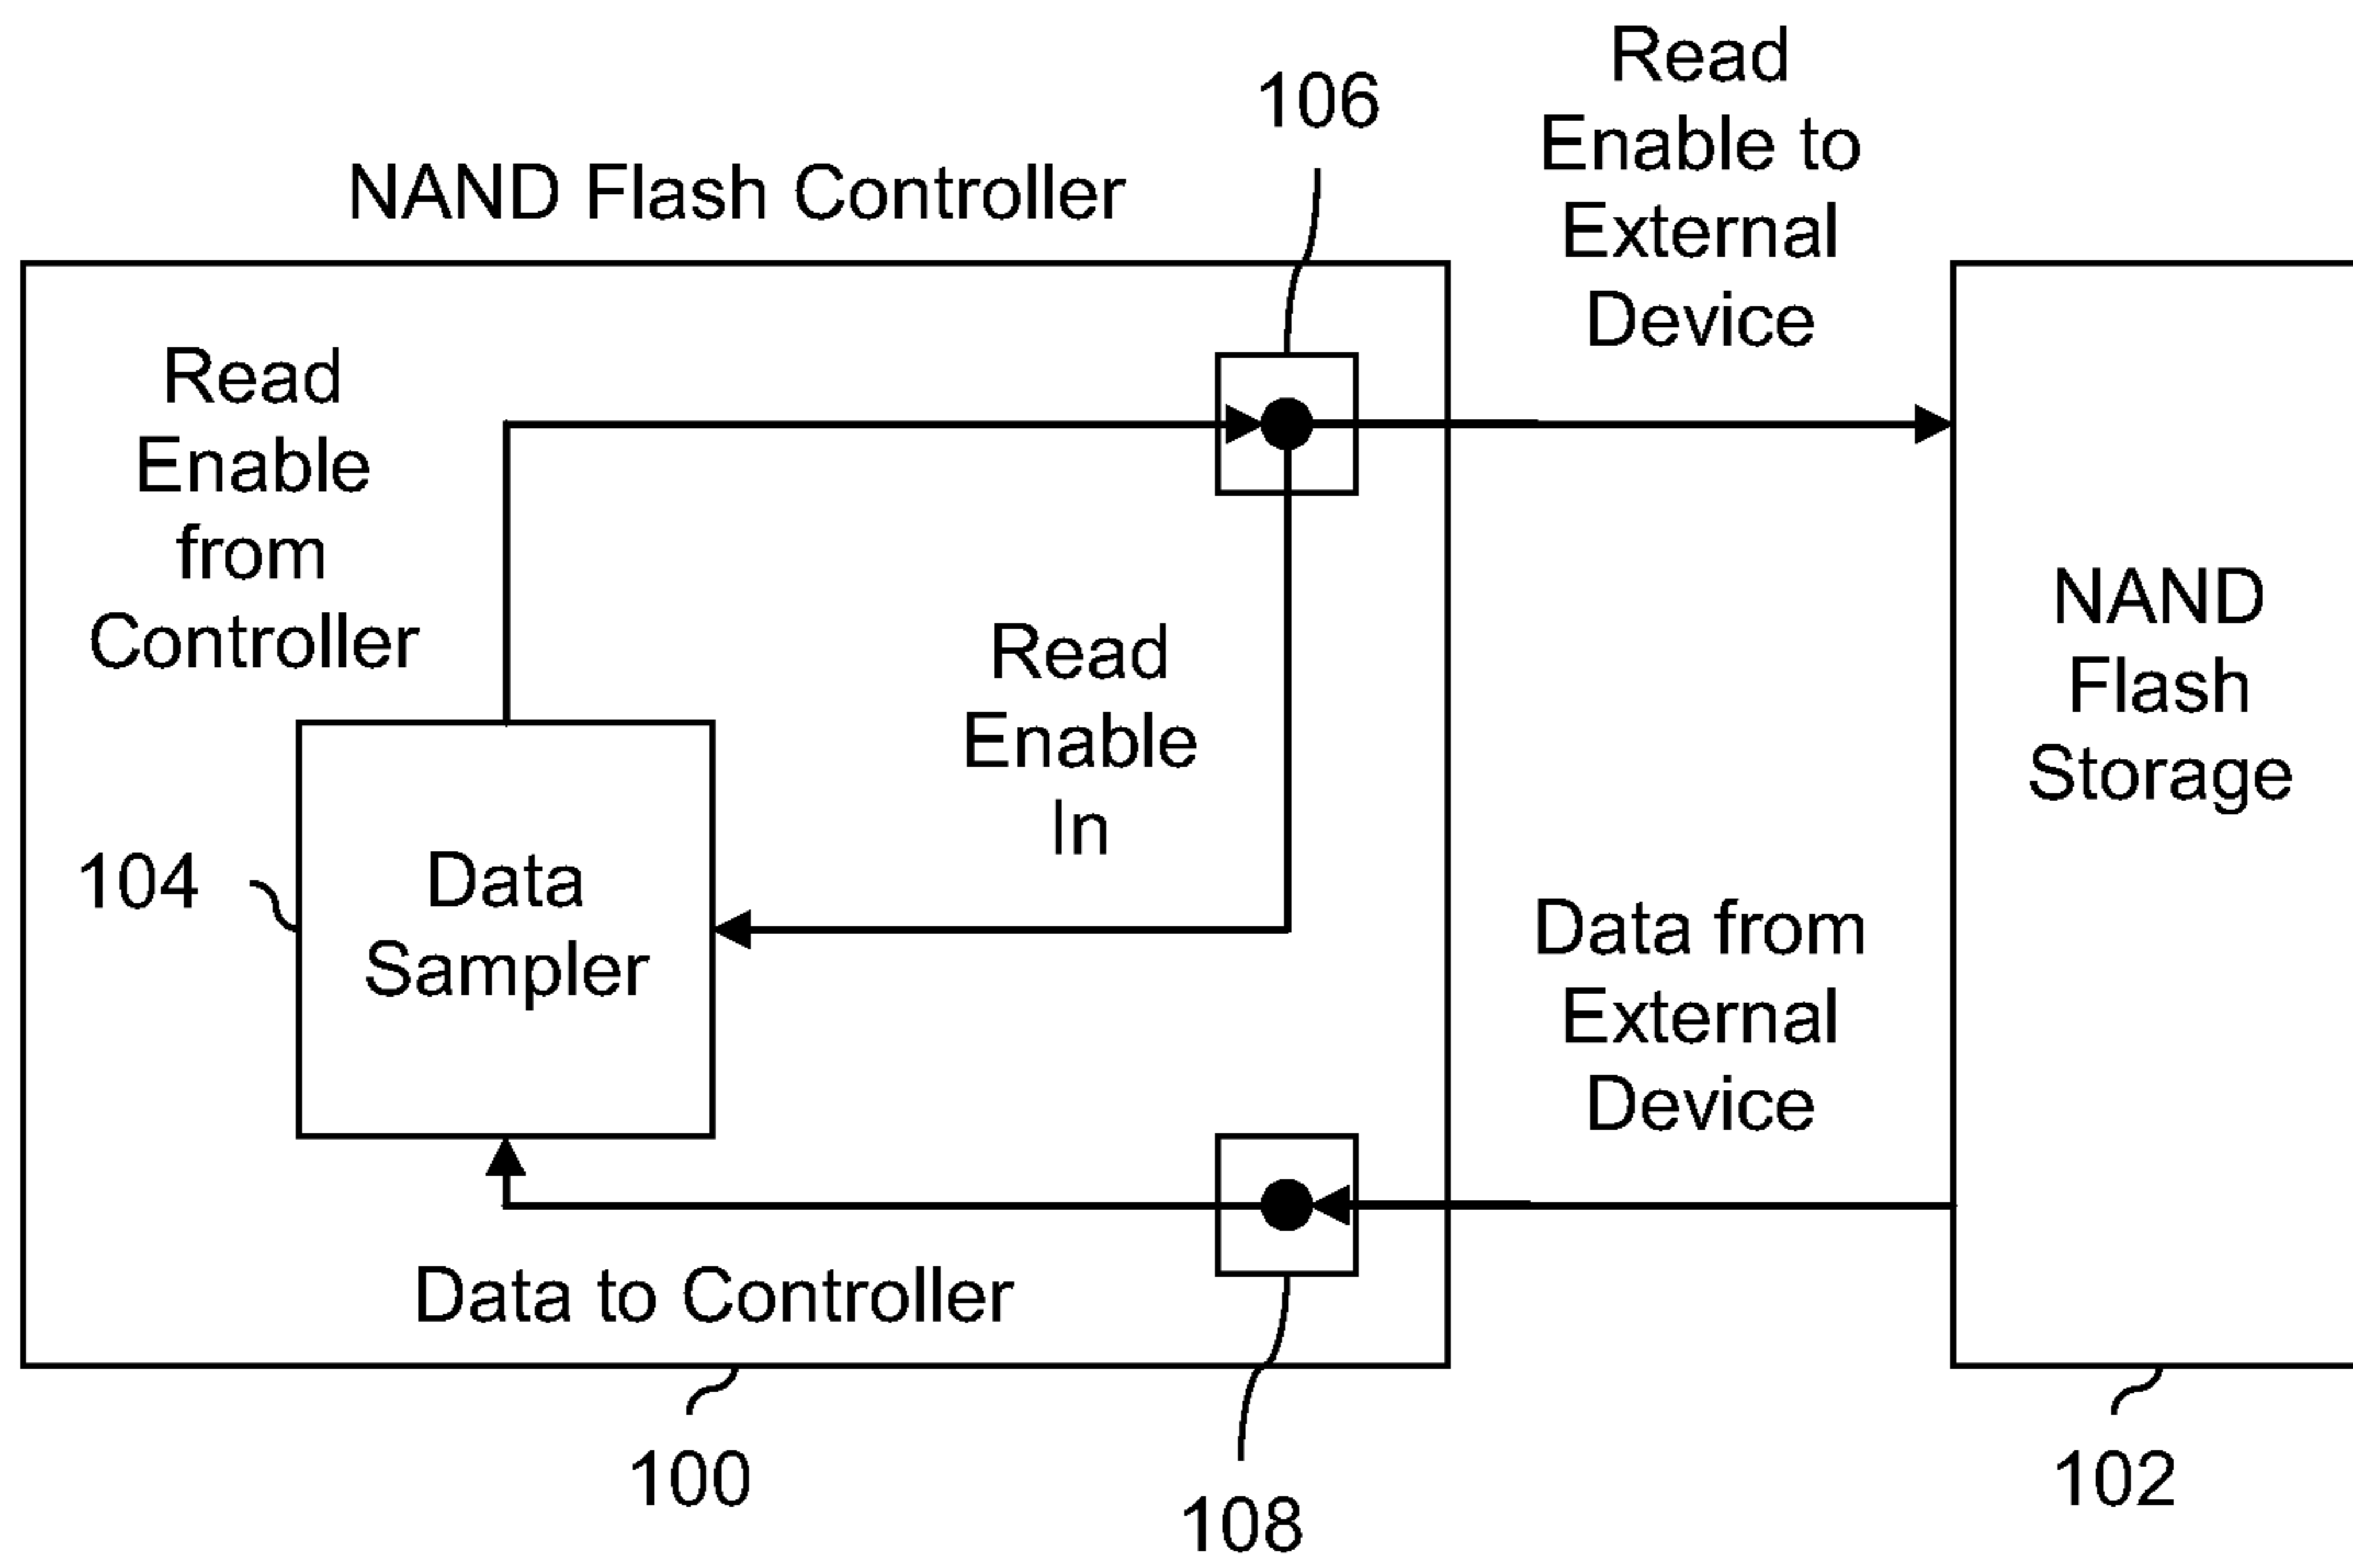 106
Read
Enable to
External
Device
NAND Flash Controller
Read
Enable
from
Controller
Read
Enable
In
NAND
Flash
Storage
104
Data
Sampler
Data from
External
Device
Data to Controller
100
108
102